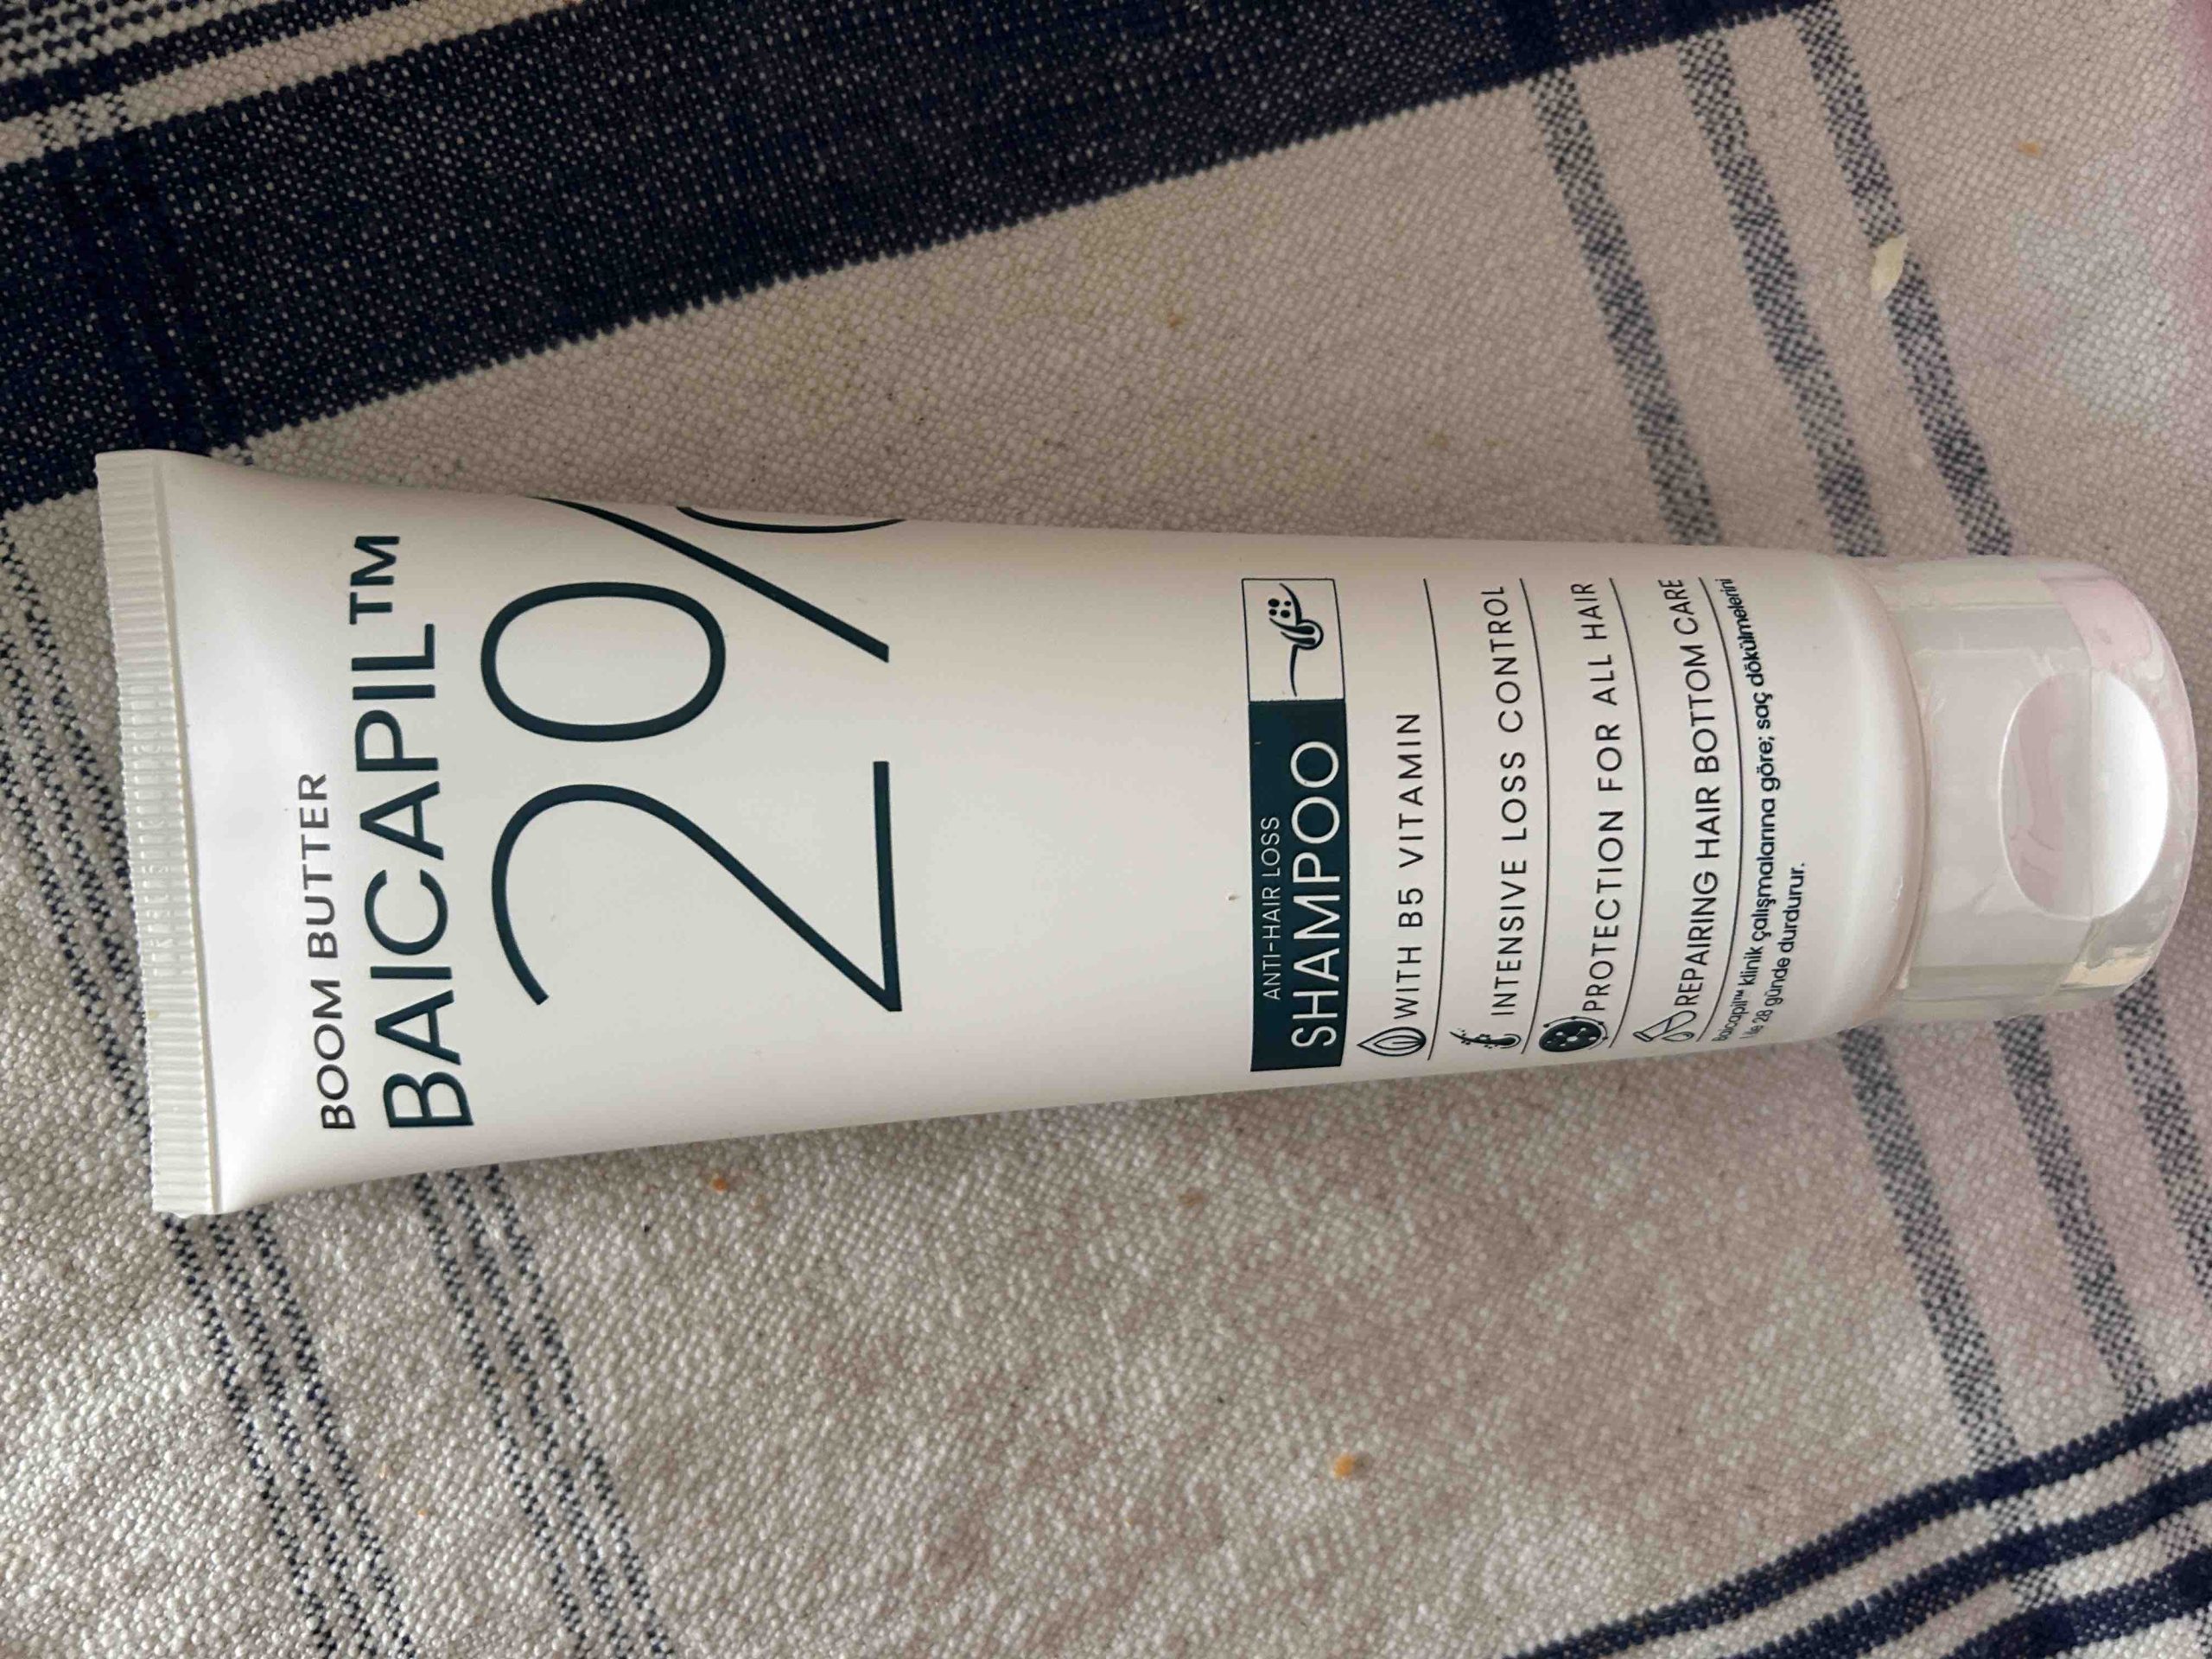 BOOM BUTTER
BAICAPIL™
20%
ANTI-HAIR LOSS
SHAMPOO
WITH B5 VITAMIN
INTENSIVE LOSS CONTROL
PROTECTION FOR ALL HAIR
REPAIRING HAIR BOTTOM CARE
baicapil™ klinik çalışmalarına göre; saç dökülmelerini
ile 28 günde durdurur.